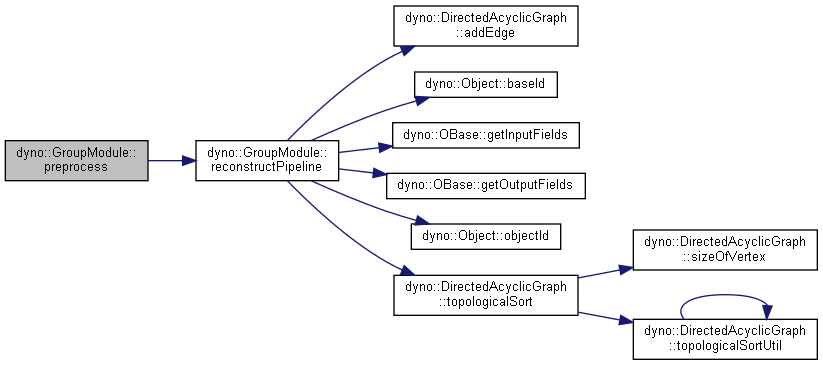 dyno::GroupModule::
preprocess
dyno::GroupModule::
reconstructPipeline
dyno::DirectedAcyclicGraph
::addEdge
dyno::Object::baseId
dyno::OBase::getInputFields
dyno::OBase::getOutputFields
dyno::Object::objectId
dyno::DirectedAcyclicGraph
::topologicalSort
dyno::DirectedAcyclicGraph
::sizeOfVertex
dyno::DirectedAcyclicGraph
::topologicalSortUtil